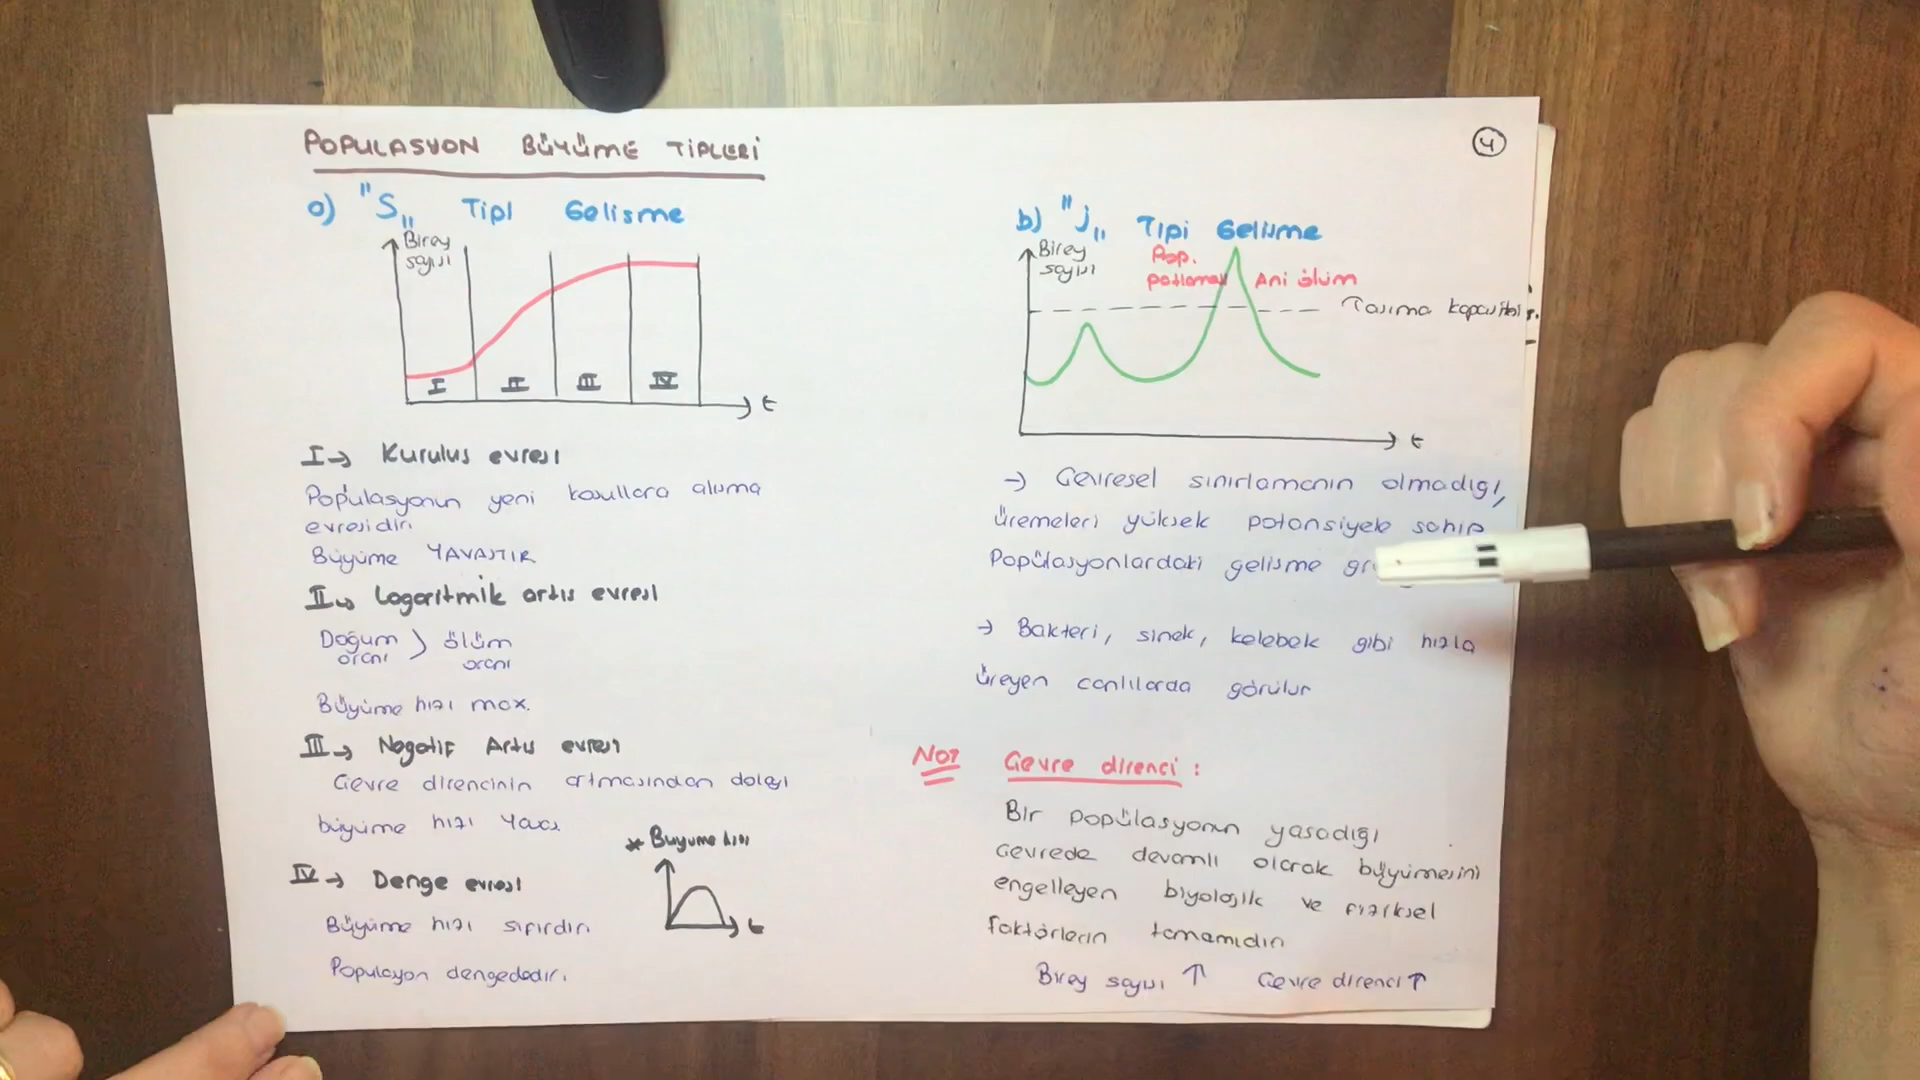 POPULASYON BÜYÜME TİPLERİ
4
a) "S" Tipi Gelişme
Birey
sayısı
I II III IV
t
I → Kuruluş evresi
Popülasyonun yeni koşullara alışma
evresidir.
Büyüme YAVAŞTIR
II → Logaritmik artış evresi
Doğum > ölüm
oranı oranı
Büyüme hızı max.
III → Negatif Artış evresi
Çevre direncinin artmasından dolayı
büyüme hızı Yavaş
IV → Denge evresi
Büyüme hızı sıfırdır.
Populasyon dengededir.
* Büyüme hızı
t
b) "J" Tipi Gelişme
Birey
sayısı
Pop.
patlaması Ani ölüm
Taşıma kapasitesi
t
→ Çevresel sınırlamanın olmadığı,
üremeleri yüksek potansiyele sahip
Popülasyonlardaki gelişme
→ Bakteri, sinek, kelebek gibi hızla
üreyen canlılarda görülür
NOT Çevre direnci :
Bir popülasyonun yaşadığı
çevrede devamlı olarak büyümesini
engelleyen biyolojik ve fiziksel
faktörlerin tamamıdır
Birey sayısı ↑ Çevre direnci ↑